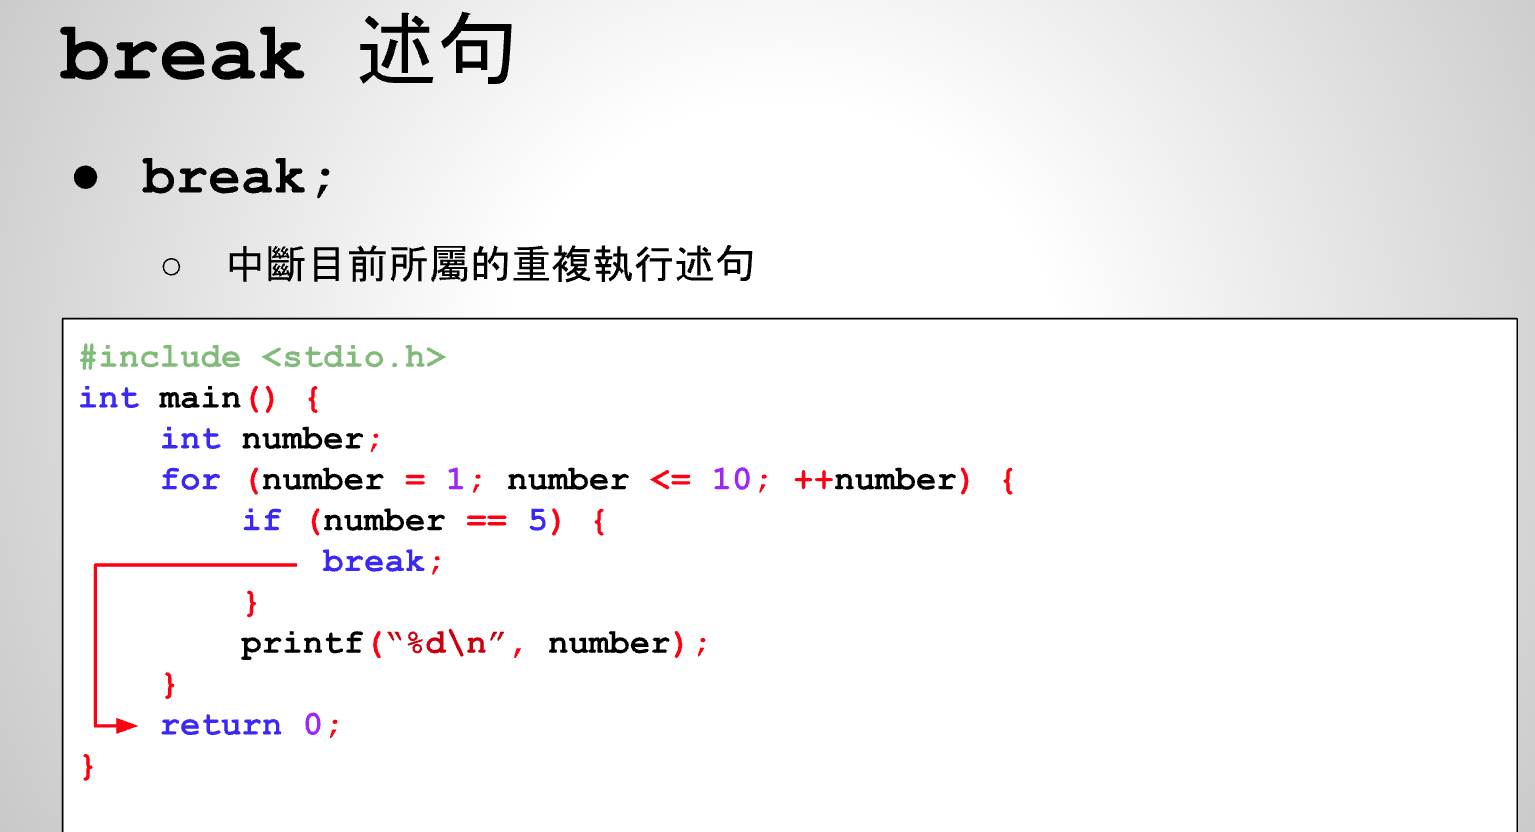 break 述句
● break;
○ 中斷目前所屬的重複執行述句
#include <stdio.h>
int main() {
    int number;
    for (number = 1; number <= 10; ++number) {
        if (number == 5) {
            break;
        }
        printf(“%d\n”, number);
    }
    return 0;
}